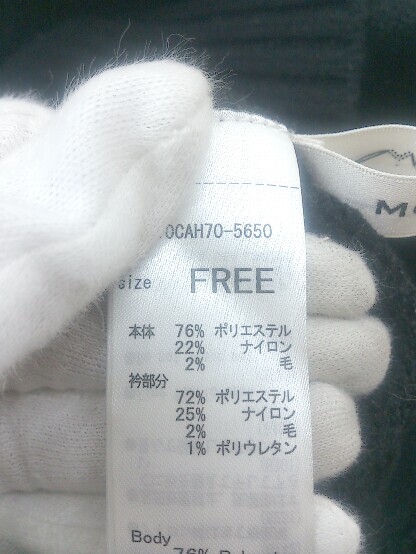 0CAH70-5650
size FREE
本体 76% ポリエステル
22% ナイロン
2% 毛
衿部分
72% ポリエステル
25% ナイロン
2% 毛
1% ポリウレタン
Body
76%